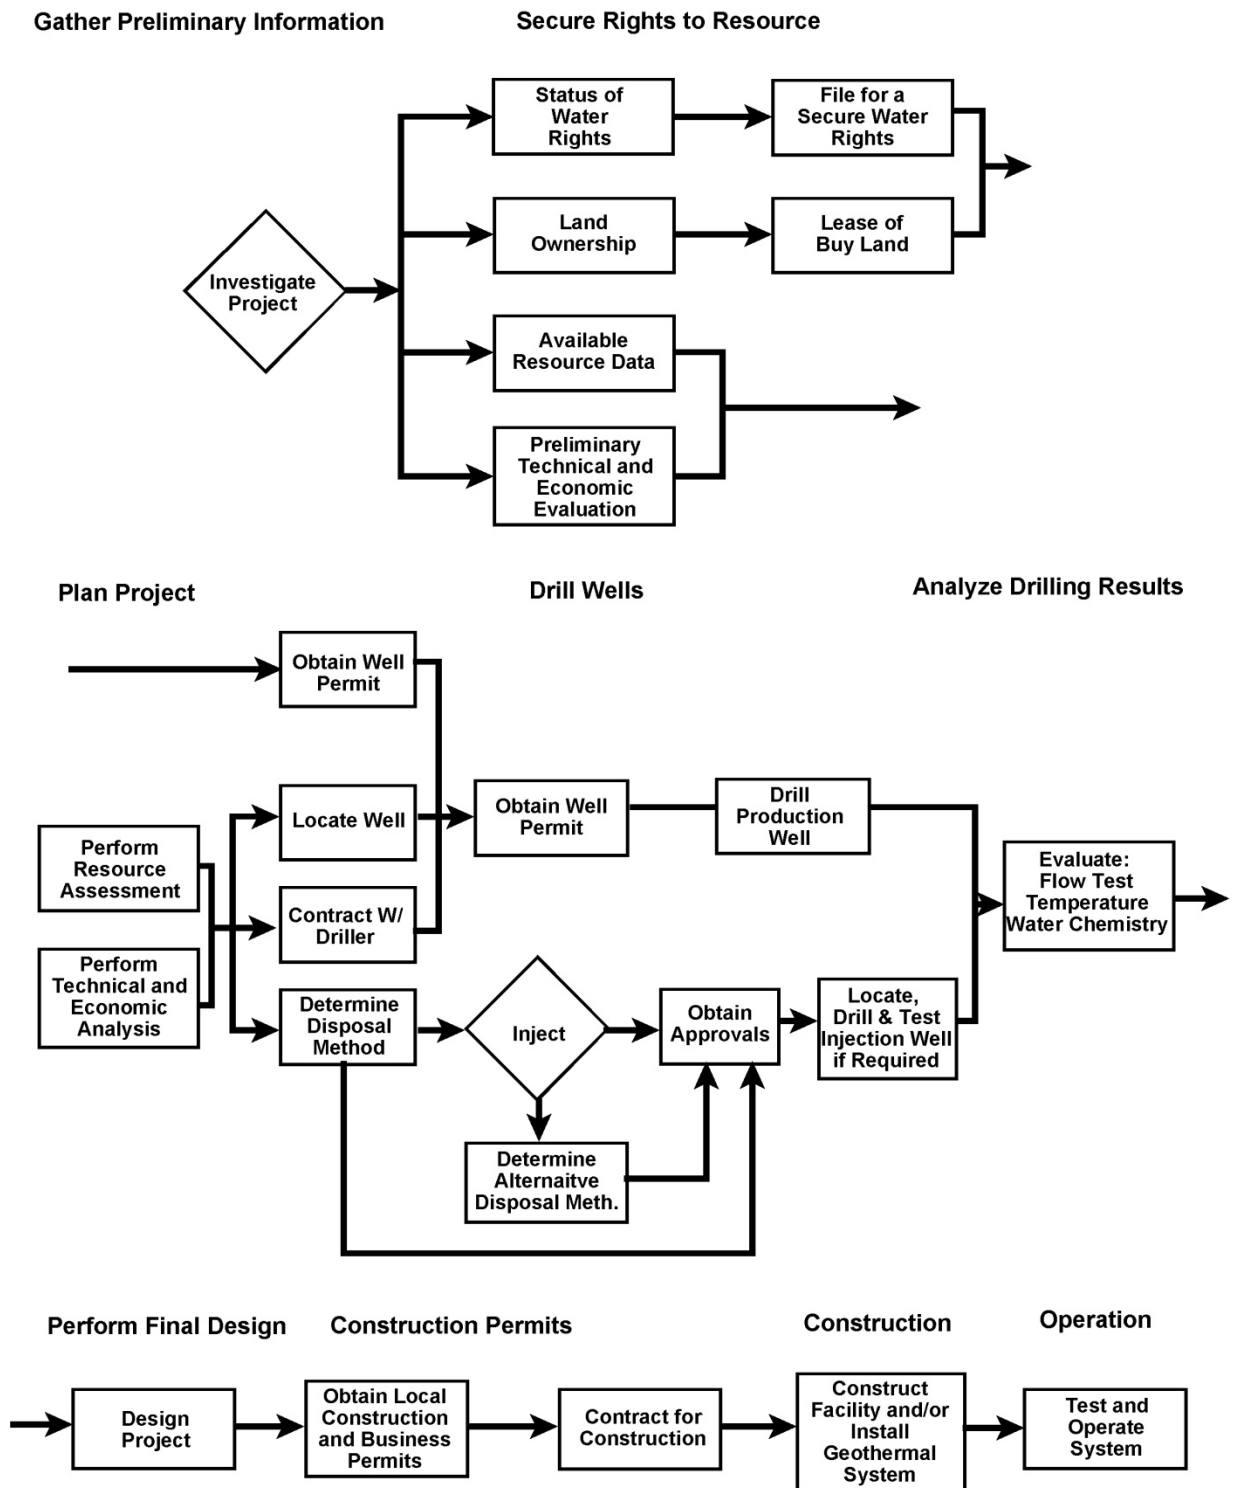 Gather Preliminary Information
Secure Rights to Resource
Status of
Water
Rights
File for a
Secure Water
Rights
Land
Ownership
Lease of
Buy Land
Investigate
Project
Available
Resource Data
Preliminary
Technical and
Economic
Evaluation
Plan Project
Drill Wells
Analyze Drilling Results
Obtain Well
Permit
Locate Well
Obtain Well
Permit
Drill
Production
Well
Perform
Resource
Assessment
Evaluate:
Flow Test
Temperature
Water Chemistry
Contract W/
Driller
Perform
Technical and
Economic
Analysis
Determine
Disposal
Method
Inject
Obtain
Approvals
Locate,
Drill & Test
Injection Well
if Required
Determine
Alternaitve
Disposal Meth.
Perform Final Design
Construction Permits
Construction
Operation
Design
Project
Obtain Local
Construction
and Business
Permits
Contract for
Construction
Construct
Facility and/or
Install
Geothermal
System
Test and
Operate
System